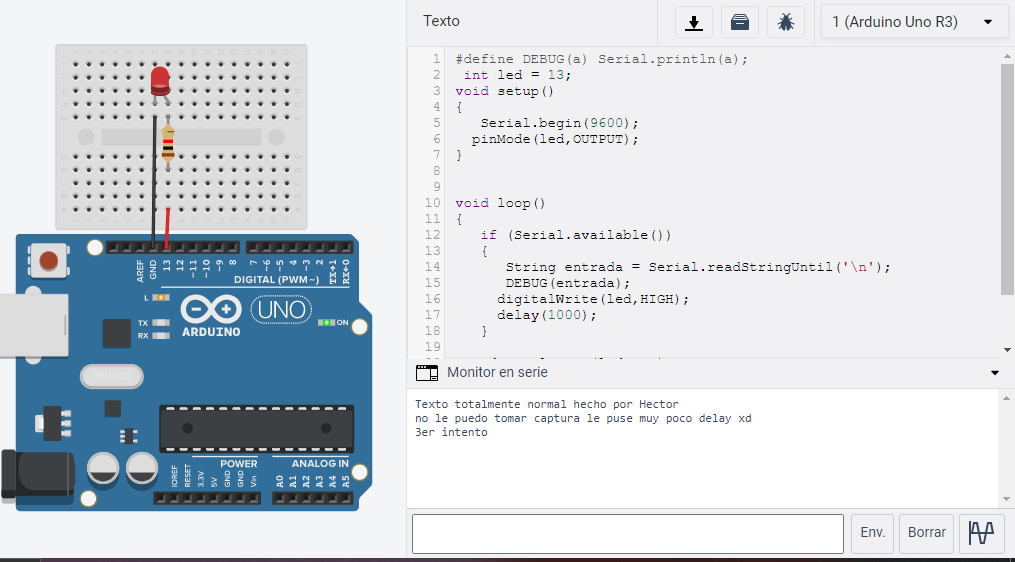 Texto
1 (Arduino Uno R3)
1 #define DEBUG(a) Serial.println(a);
2 int led = 13;
3 void setup()
4 {
5 Serial.begin(9600);
6 pinMode(led,OUTPUT);
7 }
8
9
10 void loop()
11 {
12 if (Serial.available())
13 {
14 String entrada = Serial.readStringUntil('\n');
15 DEBUG(entrada);
16 digitalWrite(led,HIGH);
17 delay(1000);
18 }
19
Monitor en serie
Texto totalmente normal hecho por Hector
no le puedo tomar captura le puse muy poco delay xd
3er intento
Env.
Borrar
AREF
GND
13
12
~11
~10
~9
8
7
~6
~5
4
~3
2
TX→1
RX←0
DIGITAL (PWM~)
L
TX
RX
UNO
ARDUINO
ON
POWER
ANALOG IN
IOREF
RESET
3.3V
5V
GND
GND
Vin
A0
A1
A2
A3
A4
A5